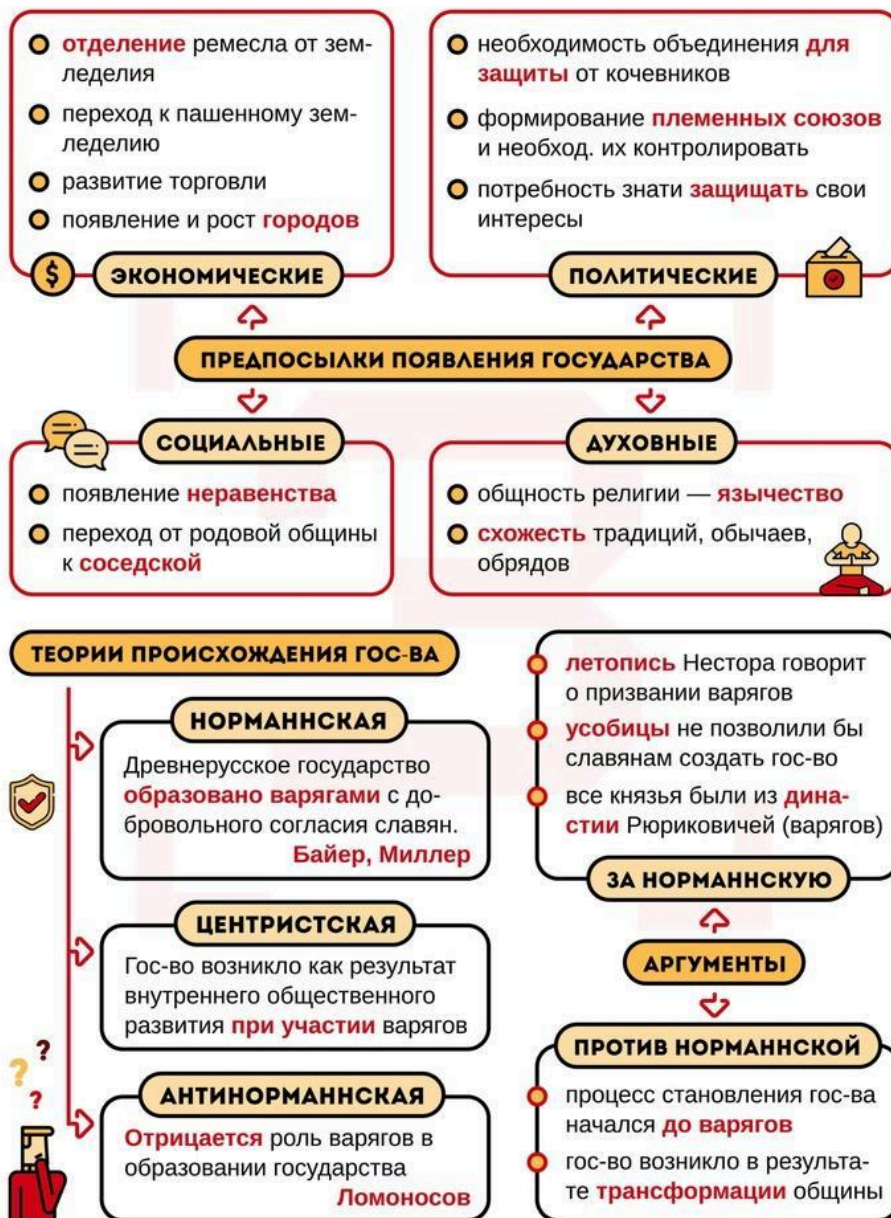 отделение ремесла от зем-
леделия
переход к пашенному зем-
леделию
развитие торговли
появление и рост городов
$
ЭКОНОМИЧЕСКИЕ
необходимость объединения для
защиты от кочевников
формирование племенных союзов
и необход. их контролировать
потребность знати защищать свои
интересы
ПОЛИТИЧЕСКИЕ
ПРЕДПОСЫЛКИ ПОЯВЛЕНИЯ ГОСУДАРСТВА
СОЦИАЛЬНЫЕ
появление неравенства
переход от родовой общины
к соседской
ДУХОВНЫЕ
общность религии — язычество
схожесть традиций, обычаев,
обрядов
ТЕОРИИ ПРОИСХОЖДЕНИЯ ГОС-ВА
НОРМАННСКАЯ
Древнерусское государство
образовано варягами с до-
бровольного согласия славян.
Байер, Миллер
ЦЕНТРИСТСКАЯ
Гос-во возникло как результат
внутреннего общественного
развития при участии варягов
АНТИНОРМАННСКАЯ
Отрицается роль варягов в
образовании государства
Ломоносов
? ? ?
летопись Нестора говорит
о призвании варягов
усобицы не позволили бы
славянам создать гос-во
все князья были из дина-
стии Рюриковичей (варягов)
ЗА НОРМАННСКУЮ
АРГУМЕНТЫ
ПРОТИВ НОРМАННСКОЙ
процесс становления гос-ва
начался до варягов
гос-во возникло в результа-
те трансформации общины